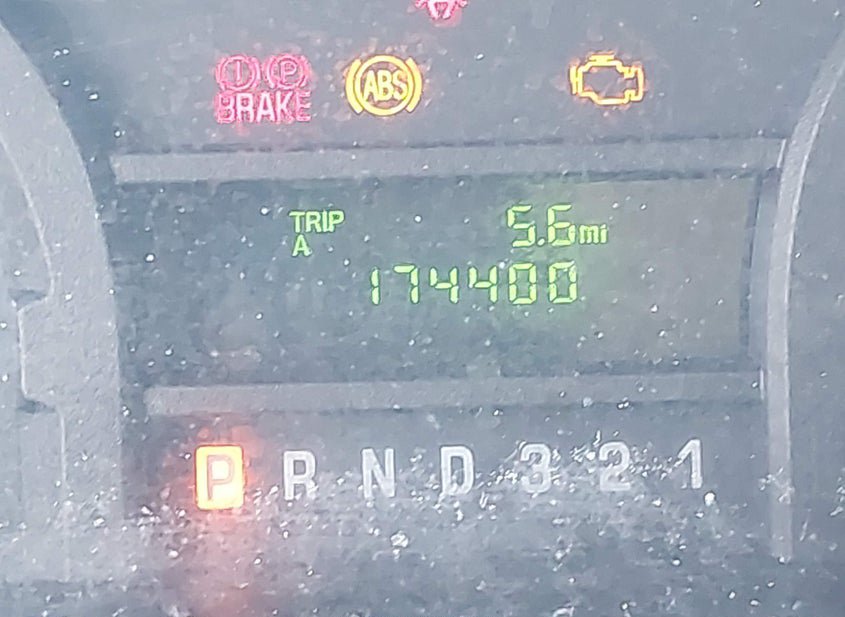 (!) (P) ABS
BRAKE
TRIP 5.6mi
A
174400
P R N D 3 2 1